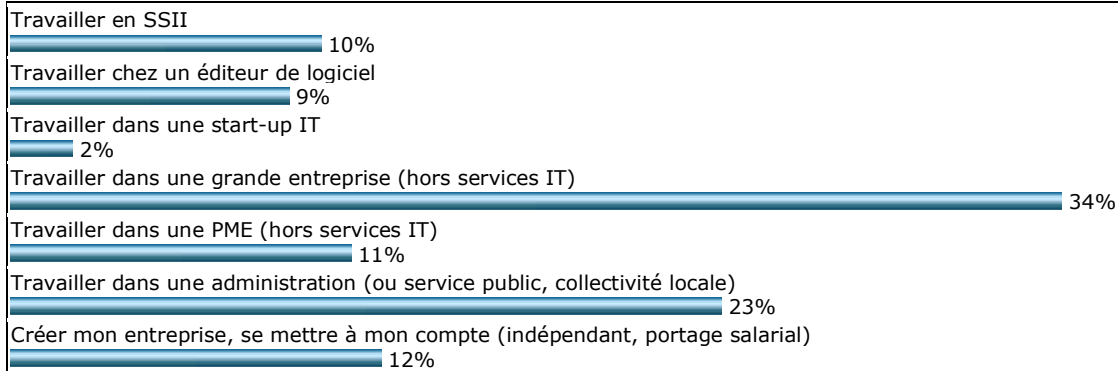 Travailler en SSII
10%
Travailler chez un éditeur de logiciel
9%
Travailler dans une start-up IT
2%
Travailler dans une grande entreprise (hors services IT)
34%
Travailler dans une PME (hors services IT)
11%
Travailler dans une administration (ou service public, collectivité locale)
23%
Créer mon entreprise, se mettre à mon compte (indépendant, portage salarial)
12%